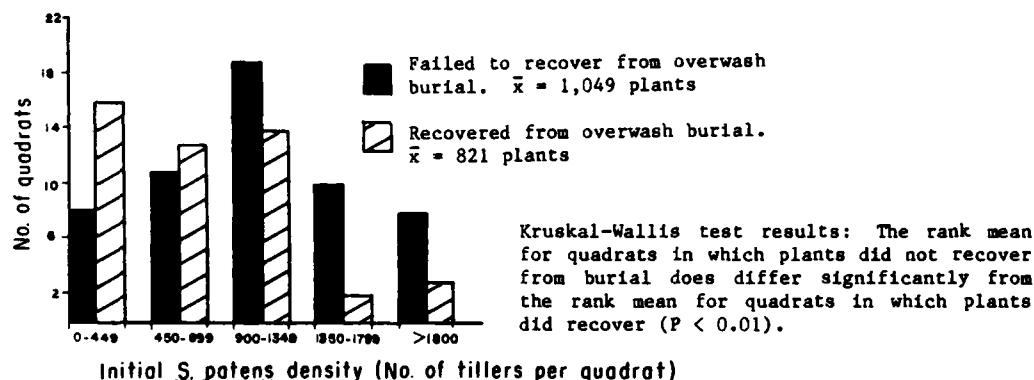 22
18
14
10
6
2
No. of quadrats
Failed to recover from overwash
burial. x̄ = 1,049 plants
Recovered from overwash burial.
x̄ = 821 plants
Kruskal-Wallis test results: The rank mean
for quadrats in which plants did not recover
from burial does differ significantly from
the rank mean for quadrats in which plants
did recover (P < 0.01).
0-449 450-899 900-1349 1350-1799 >1800
Initial S. patens density (No. of tillers per quadrat)